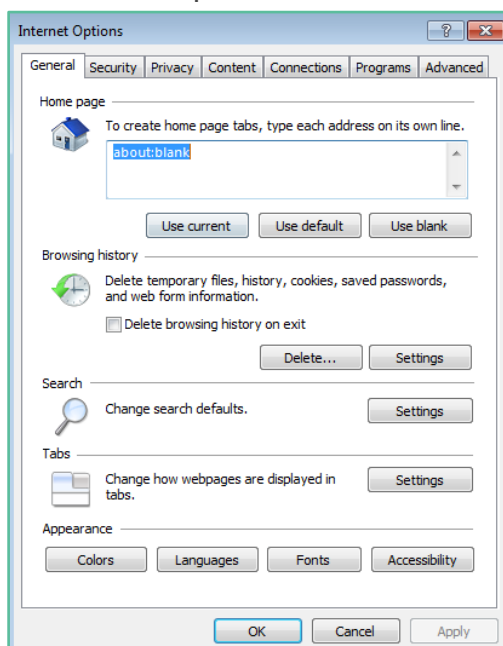 Internet Options
General Security Privacy Content Connections Programs Advanced
Home page
To create home page tabs, type each address on its own line.
about:blank
Use current Use default Use blank
Browsing history
Delete temporary files, history, cookies, saved passwords,
and web form information.
Delete browsing history on exit
Delete... Settings
Search
Change search defaults. Settings
Tabs
Change how webpages are displayed in
tabs.
Settings
Appearance
Colors Languages Fonts Accessibility
OK Cancel Apply